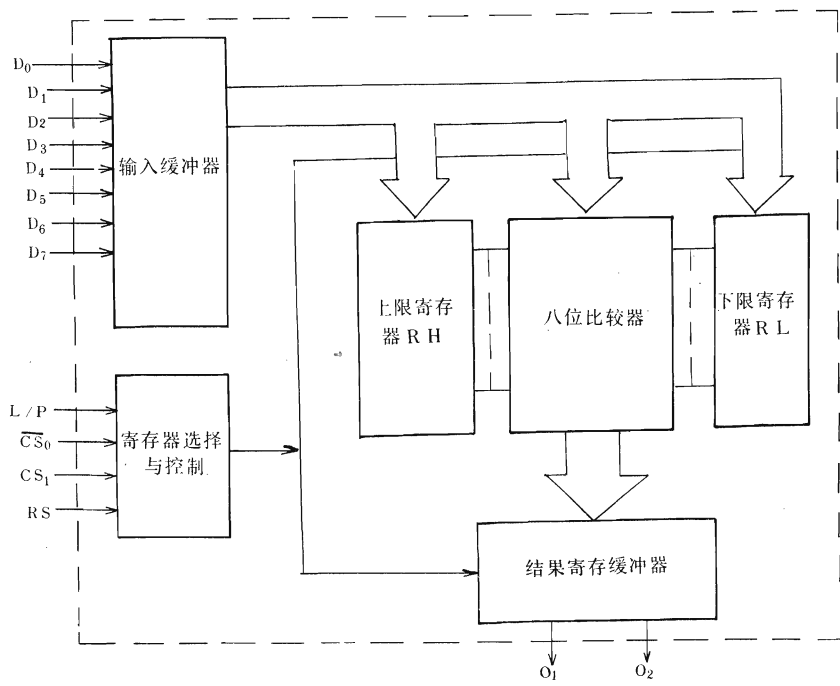 D₀
D₁
D₂
D₃
D₄
D₅
D₆
D₇
输入缓冲器
上限寄存
器RH
八位比较器
下限寄存
器RL
L/P
C̅S̅₀
CS₁
RS
寄存器选择
与控制
结果寄存缓冲器
O₁
O₂